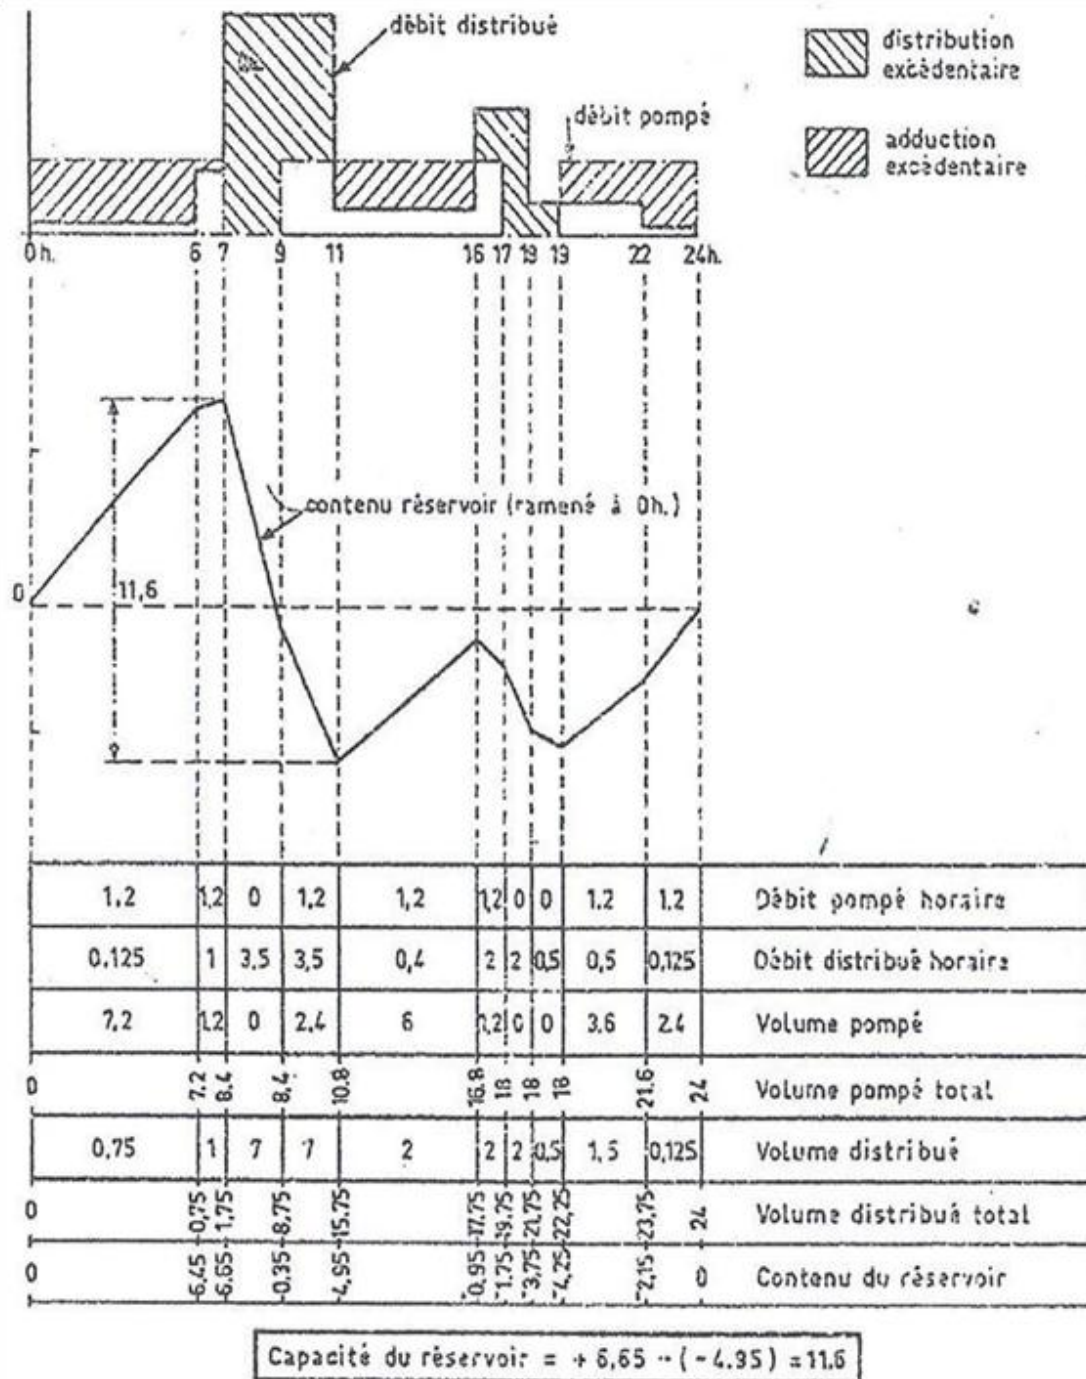 débit distribué
distribution
excédentaire
débit pompé
adduction
excédentaire
0h. 6 7 9 11 16 17 18 19 22 24h.
contenu réservoir (ramené à 0h.)
0
11,6
1,2 1,2 0 1,2 1,2 1,2 0 0 1,2 1,2 Débit pompé horaire
0,125 1 3,5 3,5 0,4 2 2 0,5 0,5 0,125 Débit distribué horaire
7,2 1,2 0 2,4 6 1,2 0 0 3,6 2,4 Volume pompé
0 7,2 8,4 8,4 10,8 16,8 18 18 18 21,6 24 Volume pompé total
0,75 1 7 7 2 2 2 0,5 1,5 0,125 Volume distribué
0 0,75 1,75 8,75 15,75 17,75 19,75 21,75 22,25 23,75 24 Volume distribué total
0 6,45 6,65 -0,35 -4,95 -0,95 -1,75 -3,75 -4,25 -2,15 0 Contenu du réservoir
Capacité du réservoir = + 6,65 - (-4,95) = 11,6